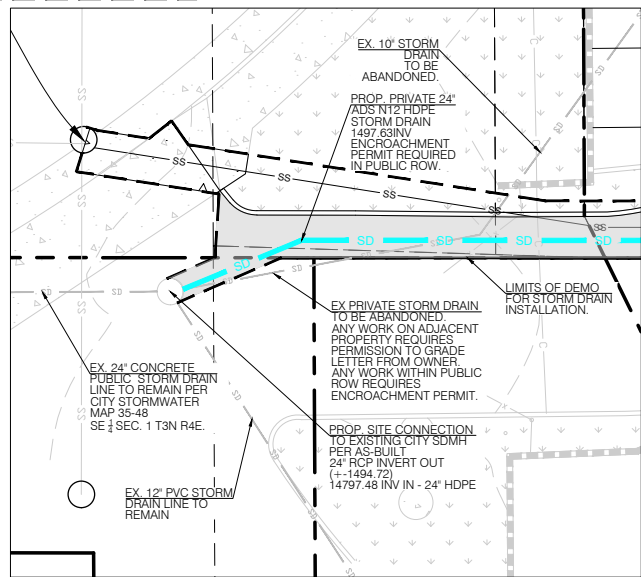 EX. 10" STORM
DRAIN
TO BE
ABANDONED.
PROP. PRIVATE 24"
ADS N12 HDPE
STORM DRAIN
1497.63INV
ENCROACHMENT
PERMIT REQUIRED
IN PUBLIC ROW.
SS
SS
SS
SS
SS
SS
SD
SD
SD
SD
SD
SD
SD
SD
SD
SD
SD
SD
C
C
LIMITS OF DEMO
FOR STORM DRAIN
INSTALLATION.
EX PRIVATE STORM DRAIN
TO BE ABANDONED.
ANY WORK ON ADJACENT
PROPERTY REQUIRES
PERMISSION TO GRADE
LETTER FROM OWNER.
ANY WORK WITHIN PUBLIC
ROW REQUIRES
ENCROACHMENT PERMIT.
EX. 24" CONCRETE
PUBLIC STORM DRAIN
LINE TO REMAIN PER
CITY STORMWATER
MAP 35-48
SE ¼ SEC. 1 T3N R4E.
PROP. SITE CONNECTION
TO EXISTING CITY SDMH
PER AS-BUILT
24" RCP INVERT OUT
(+-1494.72)
14797.48 INV IN - 24" HDPE
EX. 12" PVC STORM
DRAIN LINE TO
REMAIN